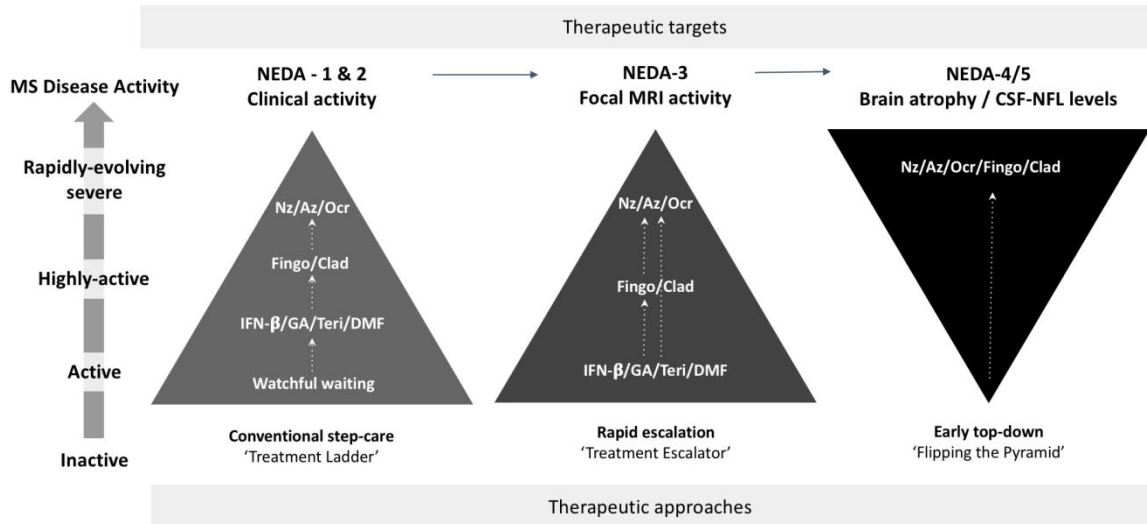 Therapeutic targets
MS Disease Activity
Rapidly-evolving
severe
Highly-active
Active
Inactive
NEDA - 1 & 2
Clinical activity
Nz/Az/Ocr
Fingo/Clad
IFN-β/GA/Teri/DMF
Watchful waiting
Conventional step-care
‘Treatment Ladder’
NEDA-3
Focal MRI activity
Nz/Az/Ocr
Fingo/Clad
IFN-β/GA/Teri/DMF
Rapid escalation
‘Treatment Escalator’
NEDA-4/5
Brain atrophy / CSF-NFL levels
Nz/Az/Ocr/Fingo/Clad
Early top-down
‘Flipping the Pyramid’
Therapeutic approaches